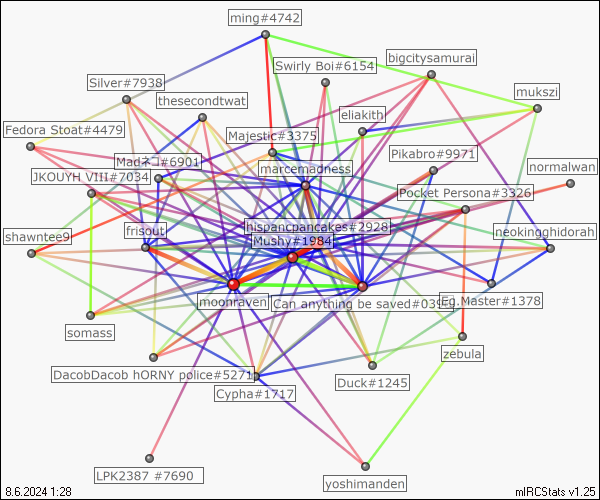 ming#4742
bigcitysamurai
Swirly Boi#6154
Silver#7938
mukszi
thesecondtwat
eliakith
Fedora Stoat#4479
Majestic#3375
Pikabro#9971
Madネコ#6901
marcemadness
normalwan
JKOUYH VIII#7034
Pocket Persona#3326
hispancpancakes#2928
shawntee9
frisout
neokingghidorah
Mushy#1984
moonraven
Can anything be saved#0394
Eg.Master#1378
somass
zebula
DacobDacob hORNY police#5271
Duck#1245
Cypha#1717
LPK2387 #7690
yoshimanden
8.6.2024 1:28
mIRCStats v1.25